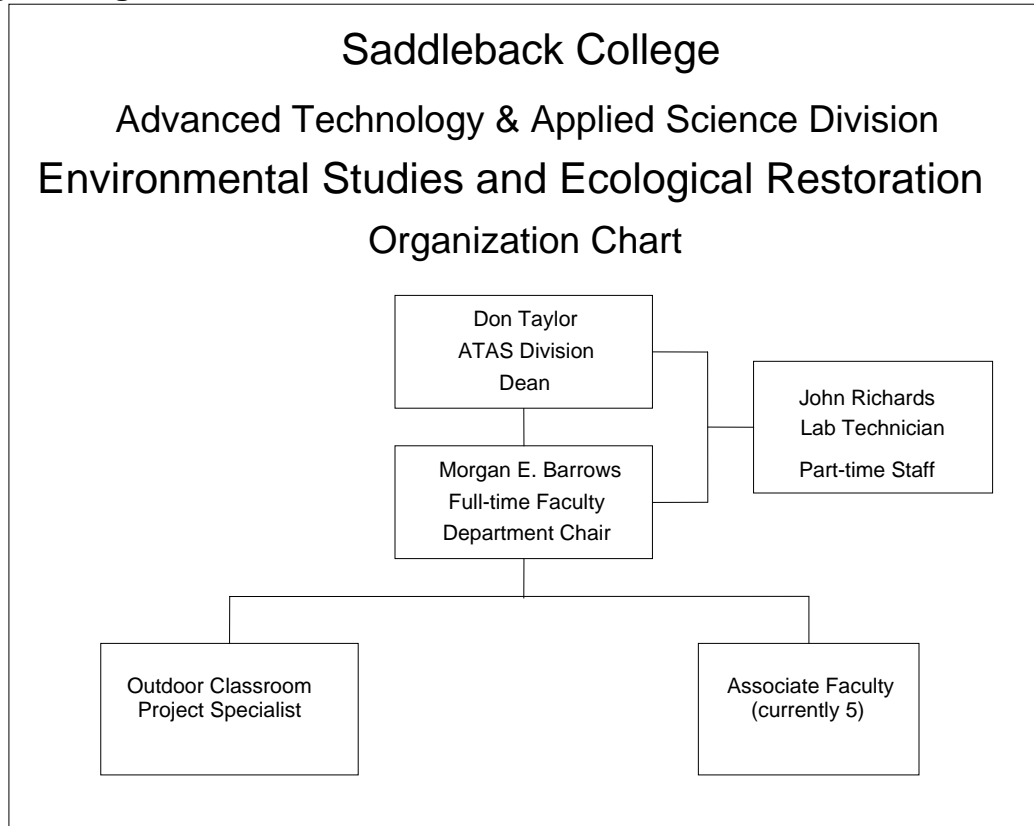 Saddleback College
Advanced Technology & Applied Science Division
Environmental Studies and Ecological Restoration
Organization Chart
Don Taylor
ATAS Division
Dean
John Richards
Lab Technician
Part-time Staff
Morgan E. Barrows
Full-time Faculty
Department Chair
Outdoor Classroom
Project Specialist
Associate Faculty
(currently 5)